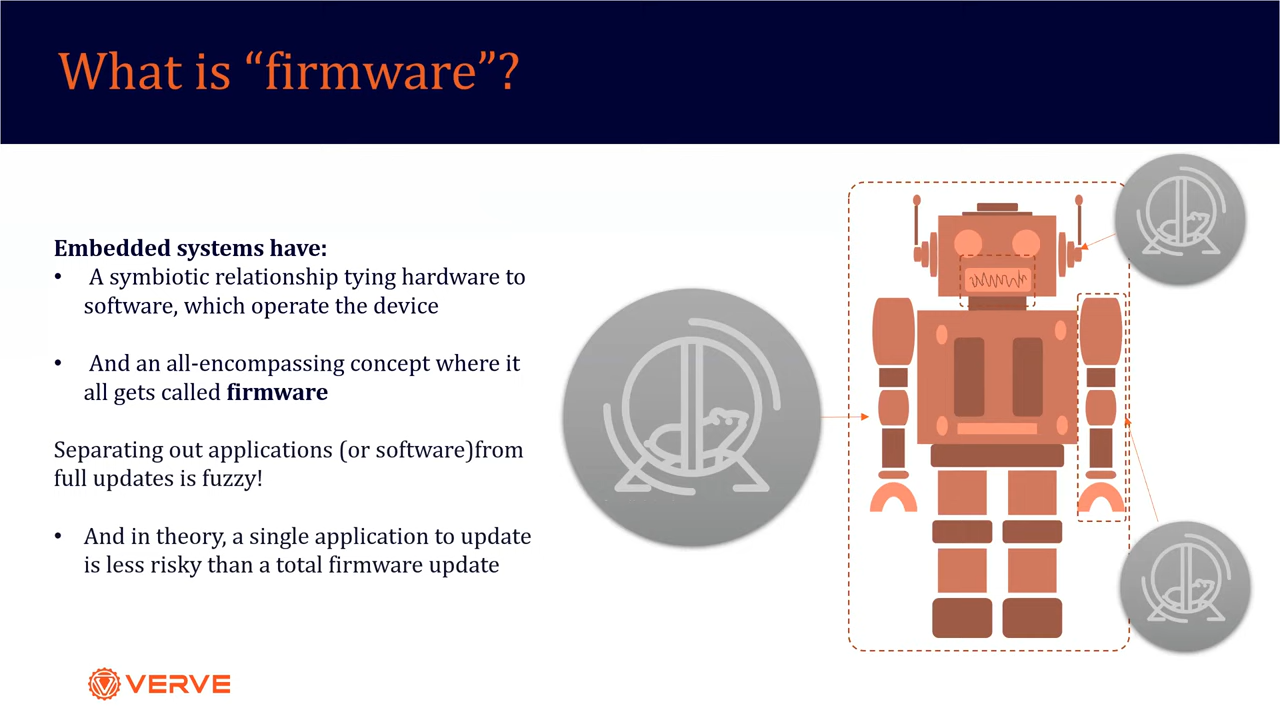 What is “firmware”?
Embedded systems have:
• A symbiotic relationship tying hardware to
software, which operate the device
• And an all-encompassing concept where it
all gets called firmware
Separating out applications (or software)from
full updates is fuzzy!
• And in theory, a single application to update
is less risky than a total firmware update
VERVE